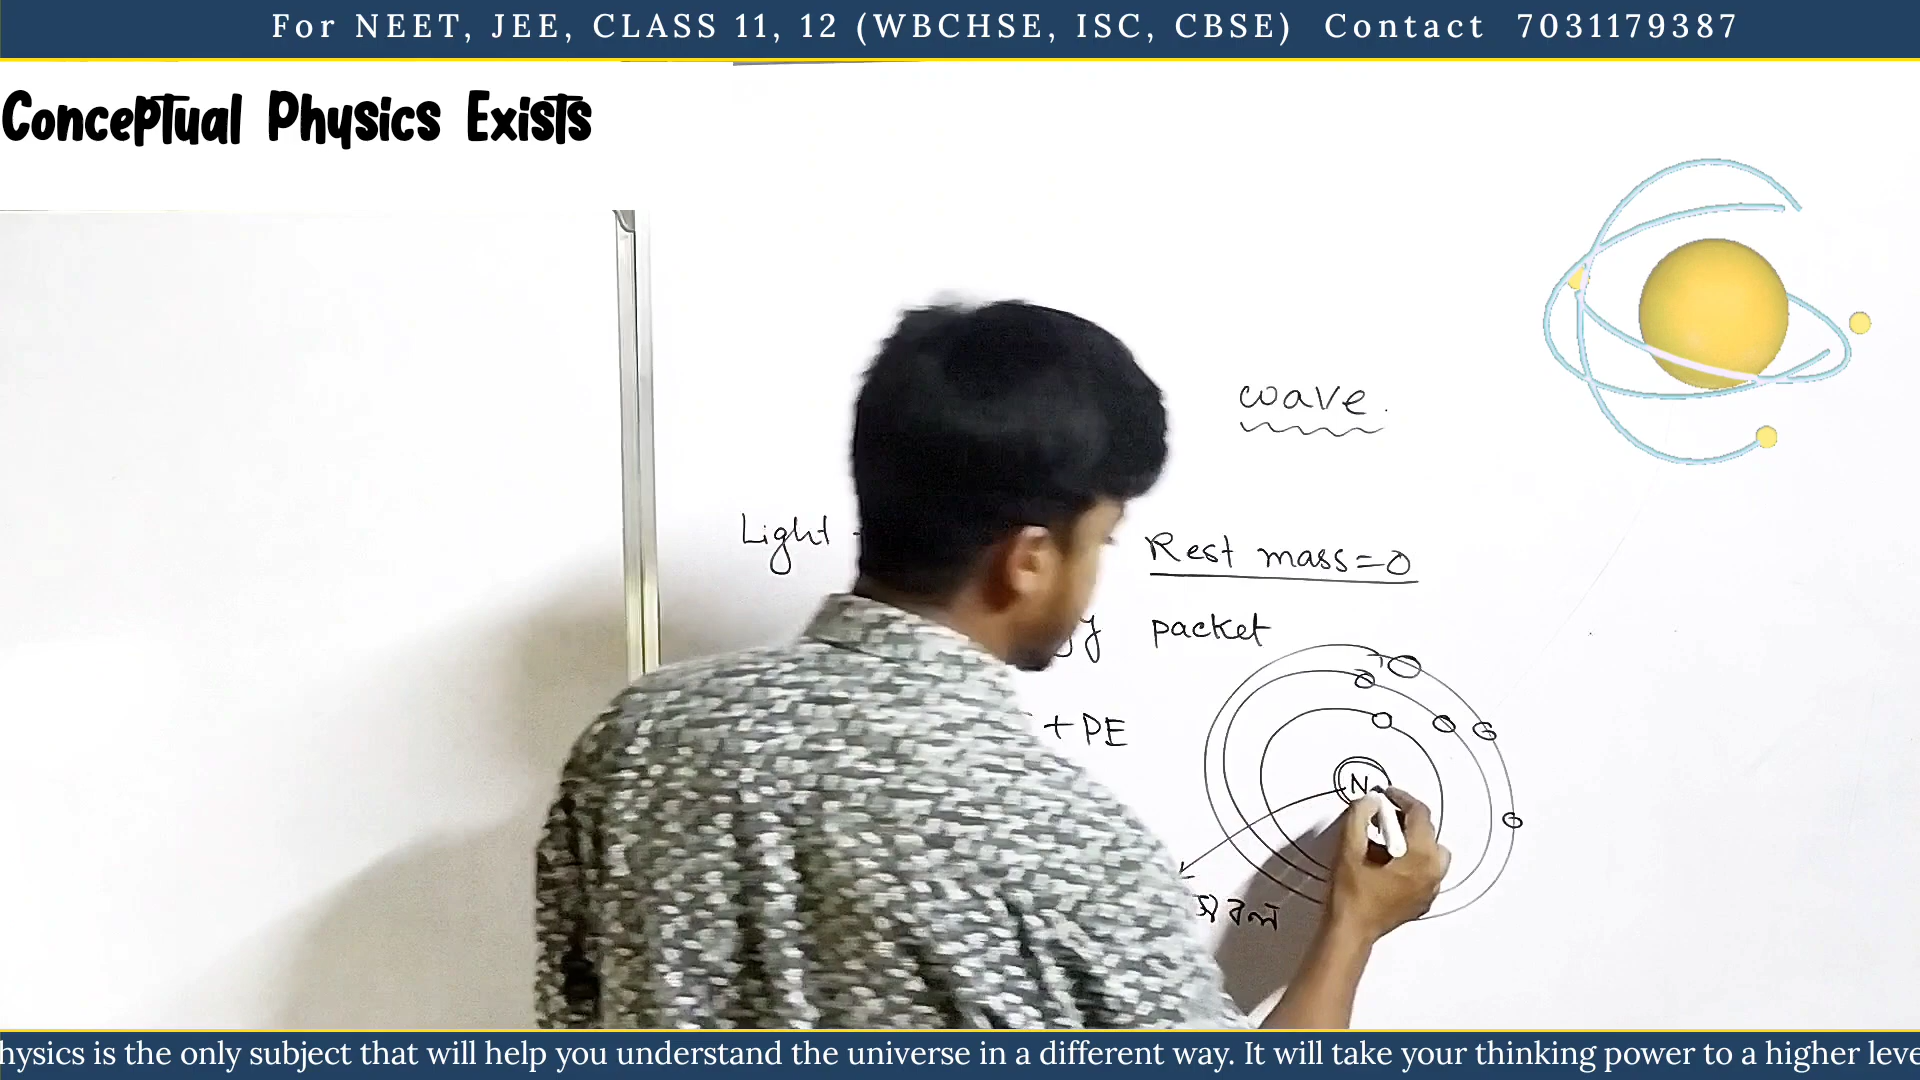 For NEET, JEE, CLASS 11, 12 (WBCHSE, ISC, CBSE) Contact 7031179387
Conceptual Physics Exists
wave.
Light
Rest mass=0
packet
+ PE
N
hysics is the only subject that will help you understand the universe in a different way. It will take your thinking power to a higher leve